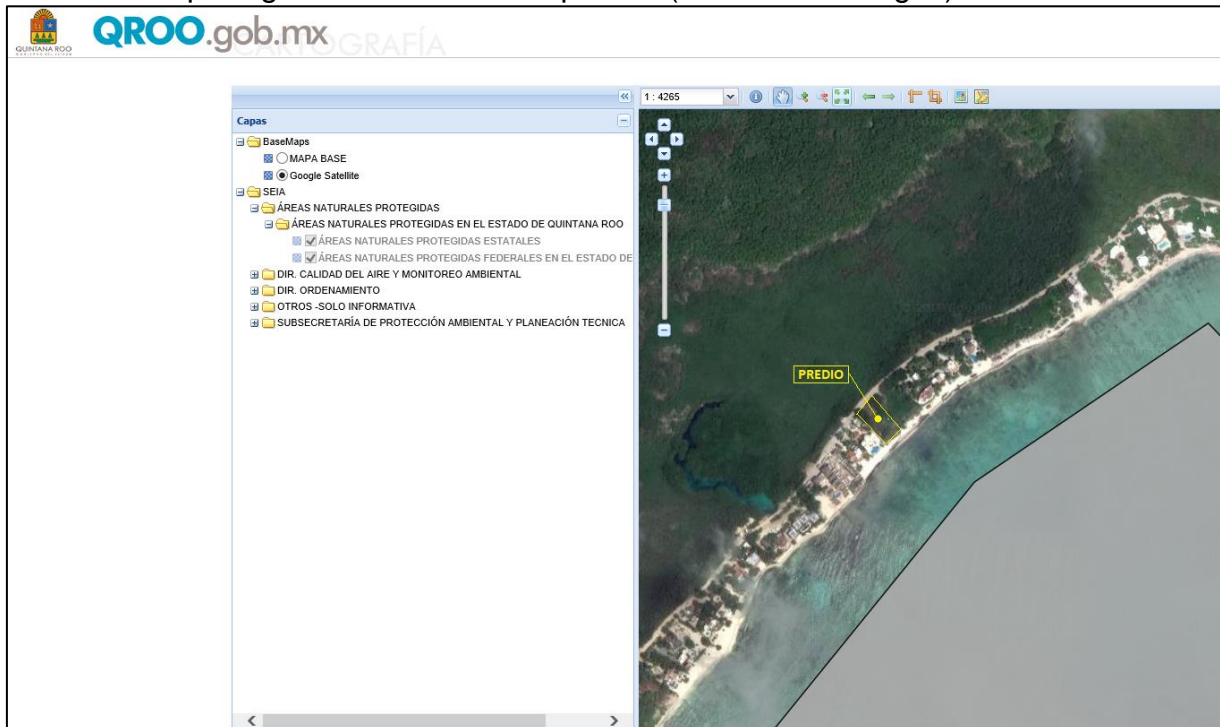 QUINTANA ROO
QROO.gob.mx
CARTOGRAFÍA
1 : 4265
Capas
BaseMaps
MAPA BASE
Google Satellite
SEIA
ÁREAS NATURALES PROTEGIDAS
ÁREAS NATURALES PROTEGIDAS EN EL ESTADO DE QUINTANA ROO
ÁREAS NATURALES PROTEGIDAS ESTATALES
ÁREAS NATURALES PROTEGIDAS FEDERALES EN EL ESTADO DE
DIR. CALIDAD DEL AIRE Y MONITOREO AMBIENTAL
DIR. ORDENAMIENTO
OTROS -SOLO INFORMATIVA
SUBSECRETARÍA DE PROTECCIÓN AMBIENTAL Y PLANEACIÓN TECNICA
PREDIO